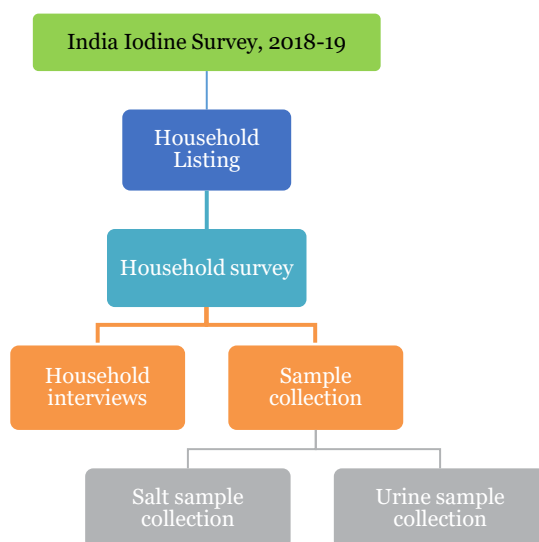 India Iodine Survey, 2018-19
Household
Listing
Household survey
Household
interviews
Sample
collection
Salt sample
collection
Urine sample
collection